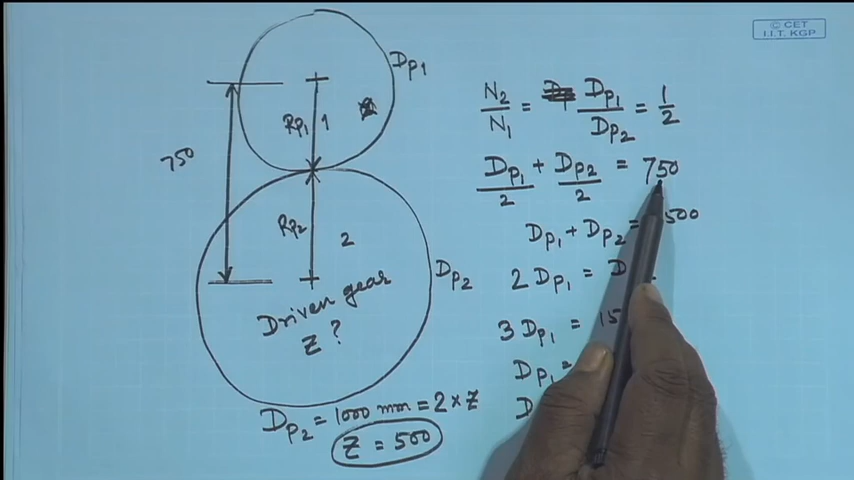 © CET
I.I.T. KGP
Dp1
N2/N1 = Dp1/Dp2 = 1/2
Rp1 1
750
Dp1/2 + Dp2/2 = 750
Rp2
2
Dp1 + Dp2 = 500
Dp2
2 Dp1 = D
Driven gear
Z ?
3 Dp1 = 15
Dp1 =
D
Dp2 = 1000 mm = 2 × Z
Z = 500